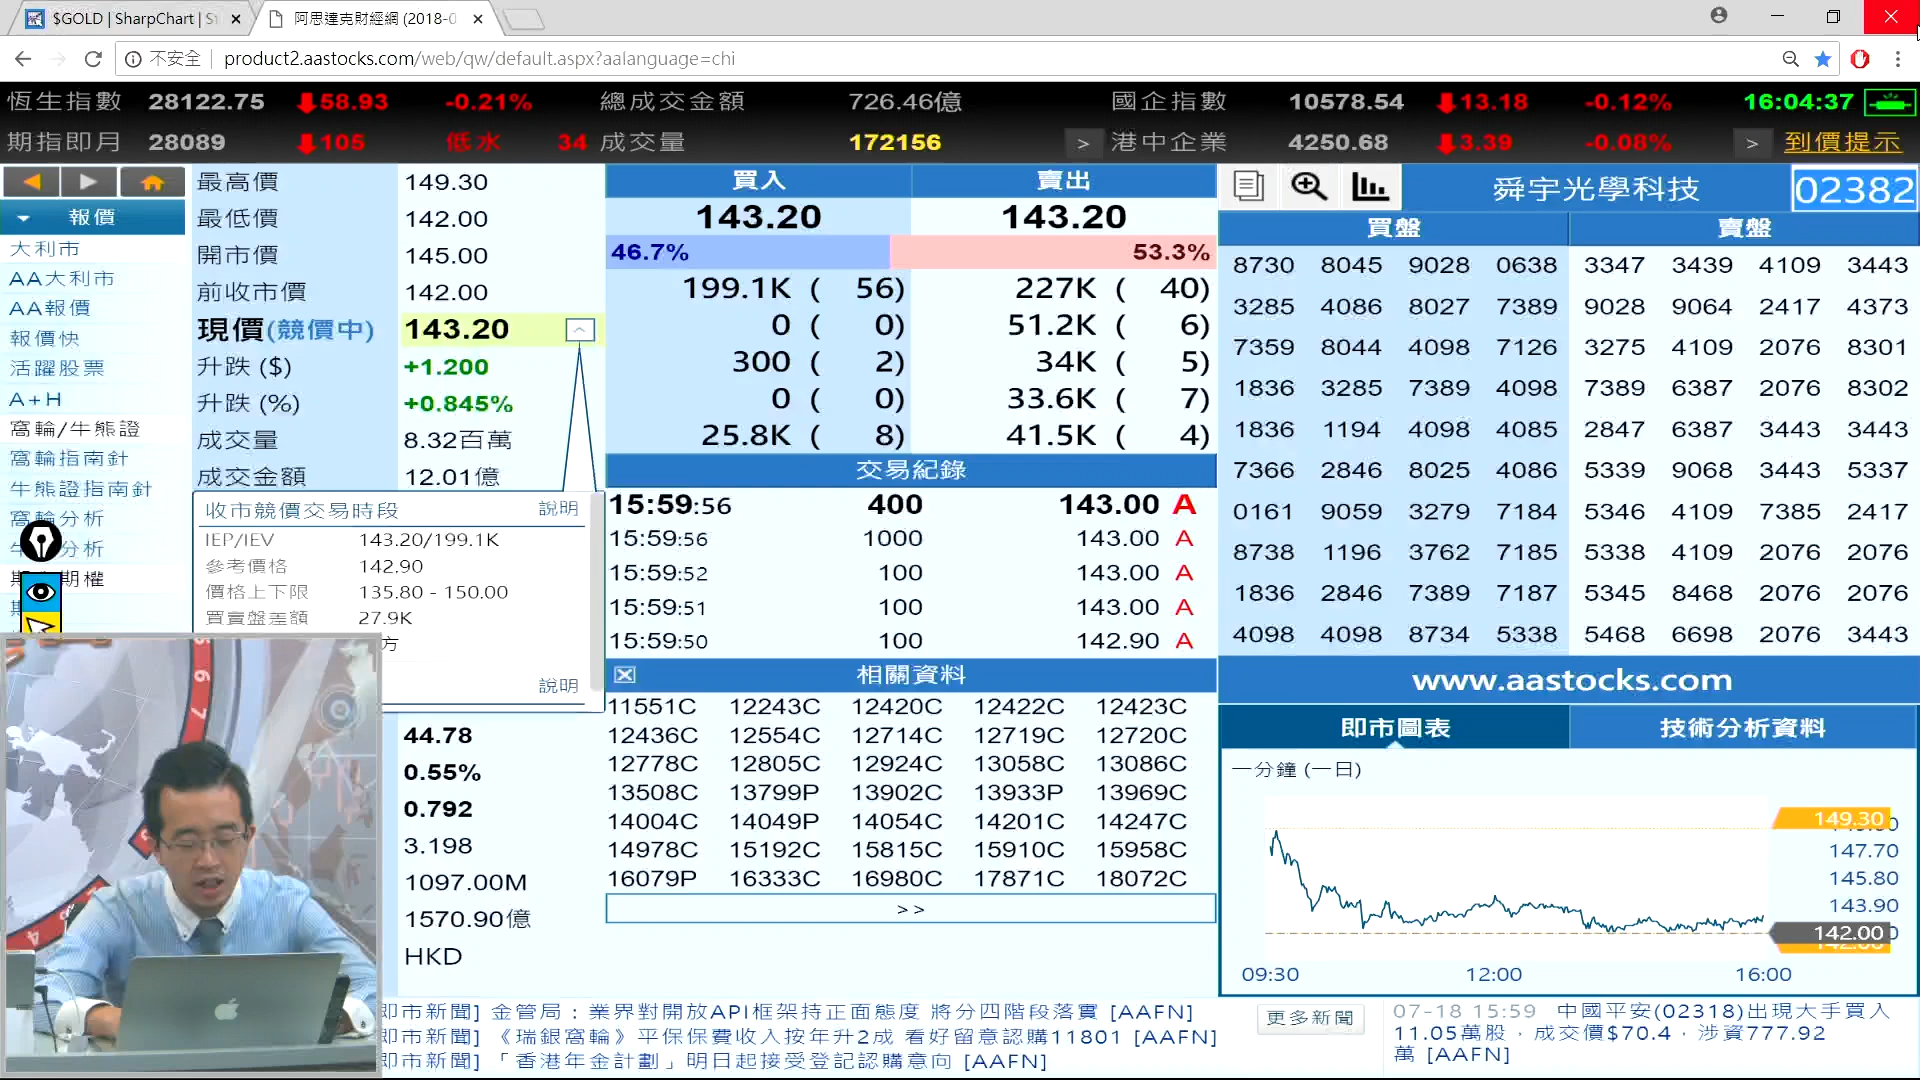 $GOLD | SharpChart | St
阿思達克財經網 (2018-0
不安全 product2.aastocks.com/web/qw/default.aspx?aalanguage=chi
恆生指數 28122.75 58.93 -0.21% 總成交金額 726.46億 國企指數 10578.54 13.18 -0.12% 16:04:37
期指即月 28089 105 低水 34 成交量 172156 > 港中企業 4250.68 3.39 -0.08% > 到價提示
報價
大利市
AA大利市
AA報價
報價快
活躍股票
A+H
窩輪/牛熊證
窩輪指南針
牛熊證指南針
窩輪分析
分析
期權
最高價 149.30
最低價 142.00
開市價 145.00
前收市價 142.00
現價(競價中) 143.20
升跌 ($) +1.200
升跌 (%) +0.845%
成交量 8.32百萬
成交金額 12.01億
收市競價交易時段 說明
IEP/IEV 143.20/199.1K
參考價格 142.90
價格上下限 135.80 - 150.00
買賣盤差額 27.9K
方
說明
44.78
0.55%
0.792
3.198
1097.00M
1570.90億
HKD
買入 賣出
143.20 143.20
46.7% 53.3%
199.1K ( 56) 227K ( 40)
0 ( 0) 51.2K ( 6)
300 ( 2) 34K ( 5)
0 ( 0) 33.6K ( 7)
25.8K ( 8) 41.5K ( 4)
交易紀錄
15:59:56 400 143.00 A
15:59:56 1000 143.00 A
15:59:52 100 143.00 A
15:59:51 100 143.00 A
15:59:50 100 142.90 A
相關資料
11551C 12243C 12420C 12422C 12423C
12436C 12554C 12714C 12719C 12720C
12778C 12805C 12924C 13058C 13086C
13508C 13799P 13902C 13933P 13969C
14004C 14049P 14054C 14201C 14247C
14978C 15192C 15815C 15910C 15958C
16079P 16333C 16980C 17871C 18072C
>>
舜宇光學科技 02382
買盤 賣盤
8730 8045 9028 0638 3347 3439 4109 3443
3285 4086 8027 7389 9028 9064 2417 4373
7359 8044 4098 7126 3275 4109 2076 8301
1836 3285 7389 4098 7389 6387 2076 8302
1836 1194 4098 4085 2847 6387 3443 3443
7366 2846 8025 4086 5339 9068 3443 5337
0161 9059 3279 7184 5346 4109 7385 2417
8738 1196 3762 7185 5338 4109 2076 2076
1836 2846 7389 7187 5345 8468 2076 2076
4098 4098 8734 5338 5468 6698 2076 3443
www.aastocks.com
即市圖表 技術分析資料
一分鐘 (一日)
149.30
147.70
145.80
143.90
142.00
09:30 12:00 16:00
即市新聞] 金管局：業界對開放API框架持正面態度 將分四階段落實 [AAFN]
即市新聞] 《瑞銀窩輪》平保保費收入按年升2成 看好留意認購11801 [AAFN]
即市新聞] 「香港年金計劃」明日起接受登記認購意向 [AAFN]
更多新聞
07-18 15:59 中國平安(02318)出現大手買入
11.05萬股，成交價$70.4，涉資777.92
萬 [AAFN]
6
7
4